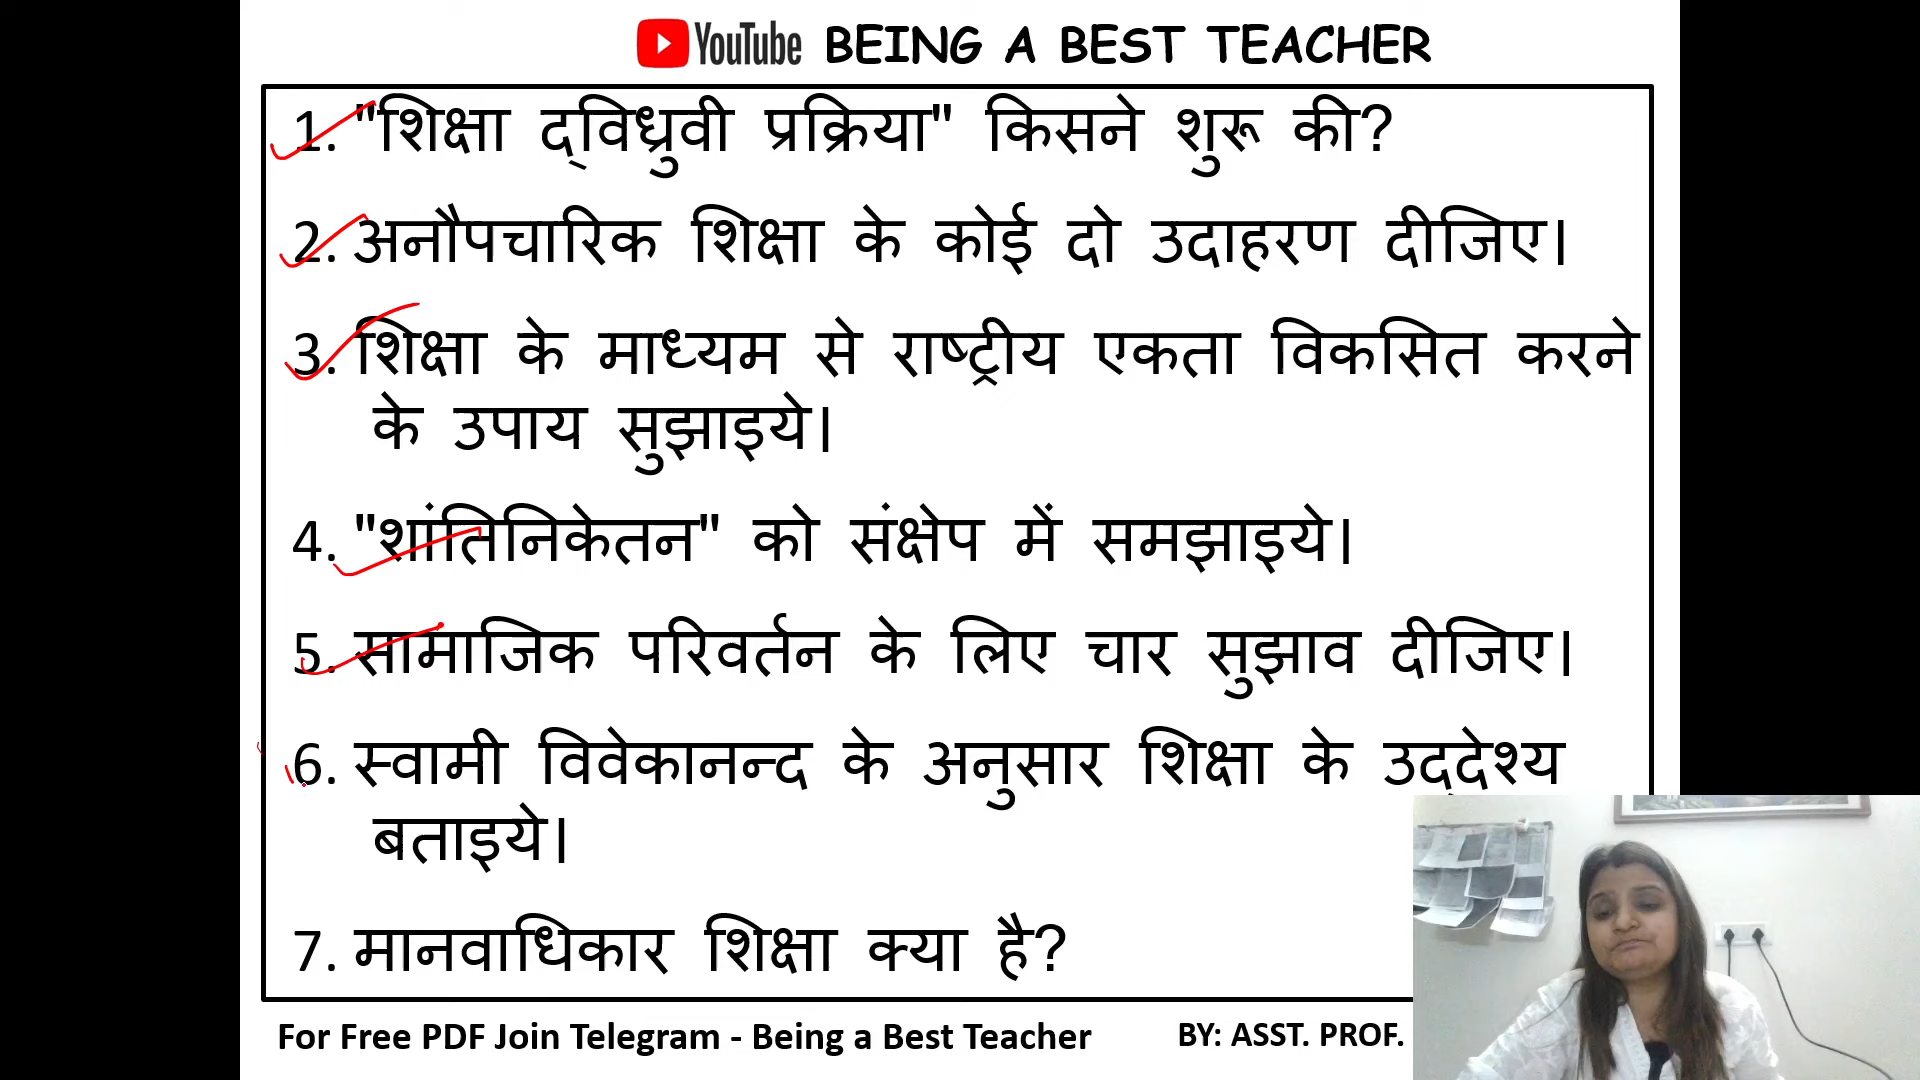 YouTube BEING A BEST TEACHER
1. "शिक्षा द्विध्रुवी प्रक्रिया" किसने शुरू की?
2. अनौपचारिक शिक्षा के कोई दो उदाहरण दीजिए।
3. शिक्षा के माध्यम से राष्ट्रीय एकता विकसित करने
के उपाय सुझाइये।
4. "शांतिनिकेतन" को संक्षेप में समझाइये।
5. सामाजिक परिवर्तन के लिए चार सुझाव दीजिए।
6. स्वामी विवेकानन्द के अनुसार शिक्षा के उद्देश्य
बताइये।
7. मानवाधिकार शिक्षा क्या है?
For Free PDF Join Telegram - Being a Best Teacher BY: ASST. PROF.